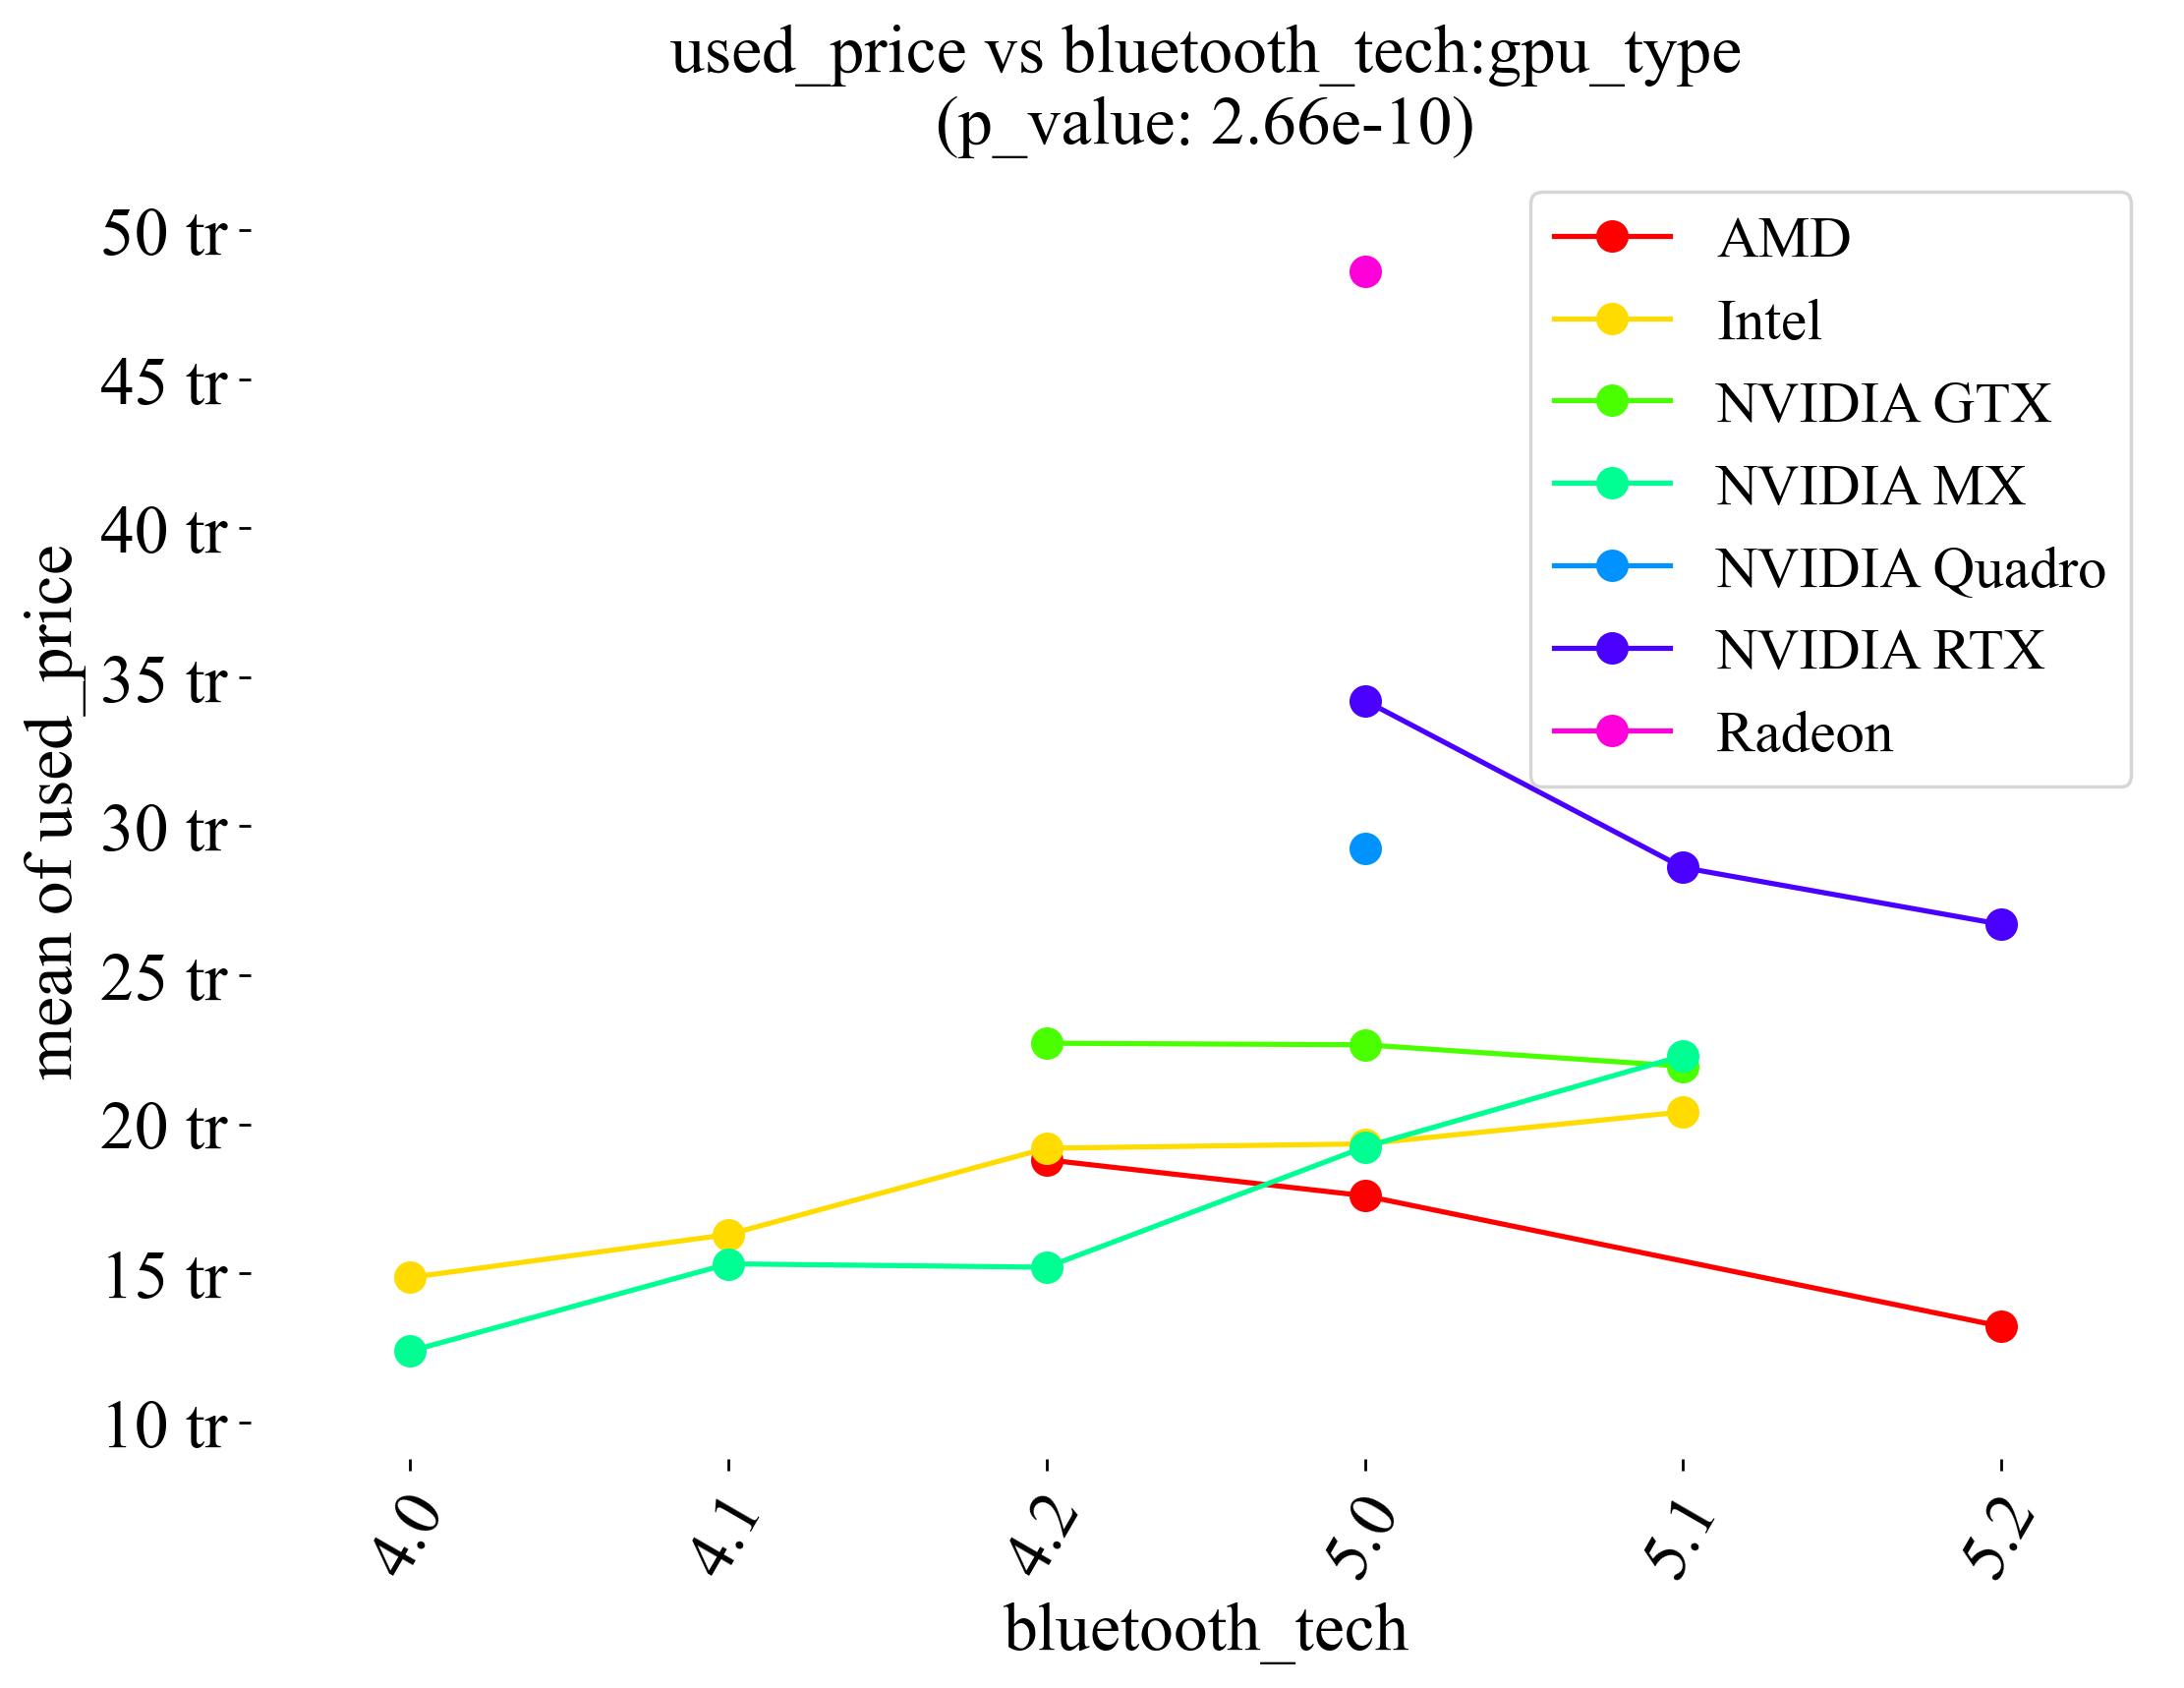 used_price vs bluetooth_tech:gpu_type
(p_value: 2.66e-10)
50 tr
45 tr
40 tr
35 tr
30 tr
25 tr
20 tr
15 tr
10 tr
mean of used_price
AMD
Intel
NVIDIA GTX
NVIDIA MX
NVIDIA Quadro
NVIDIA RTX
Radeon
4.0
4.1
4.2
5.0
5.1
5.2
bluetooth_tech